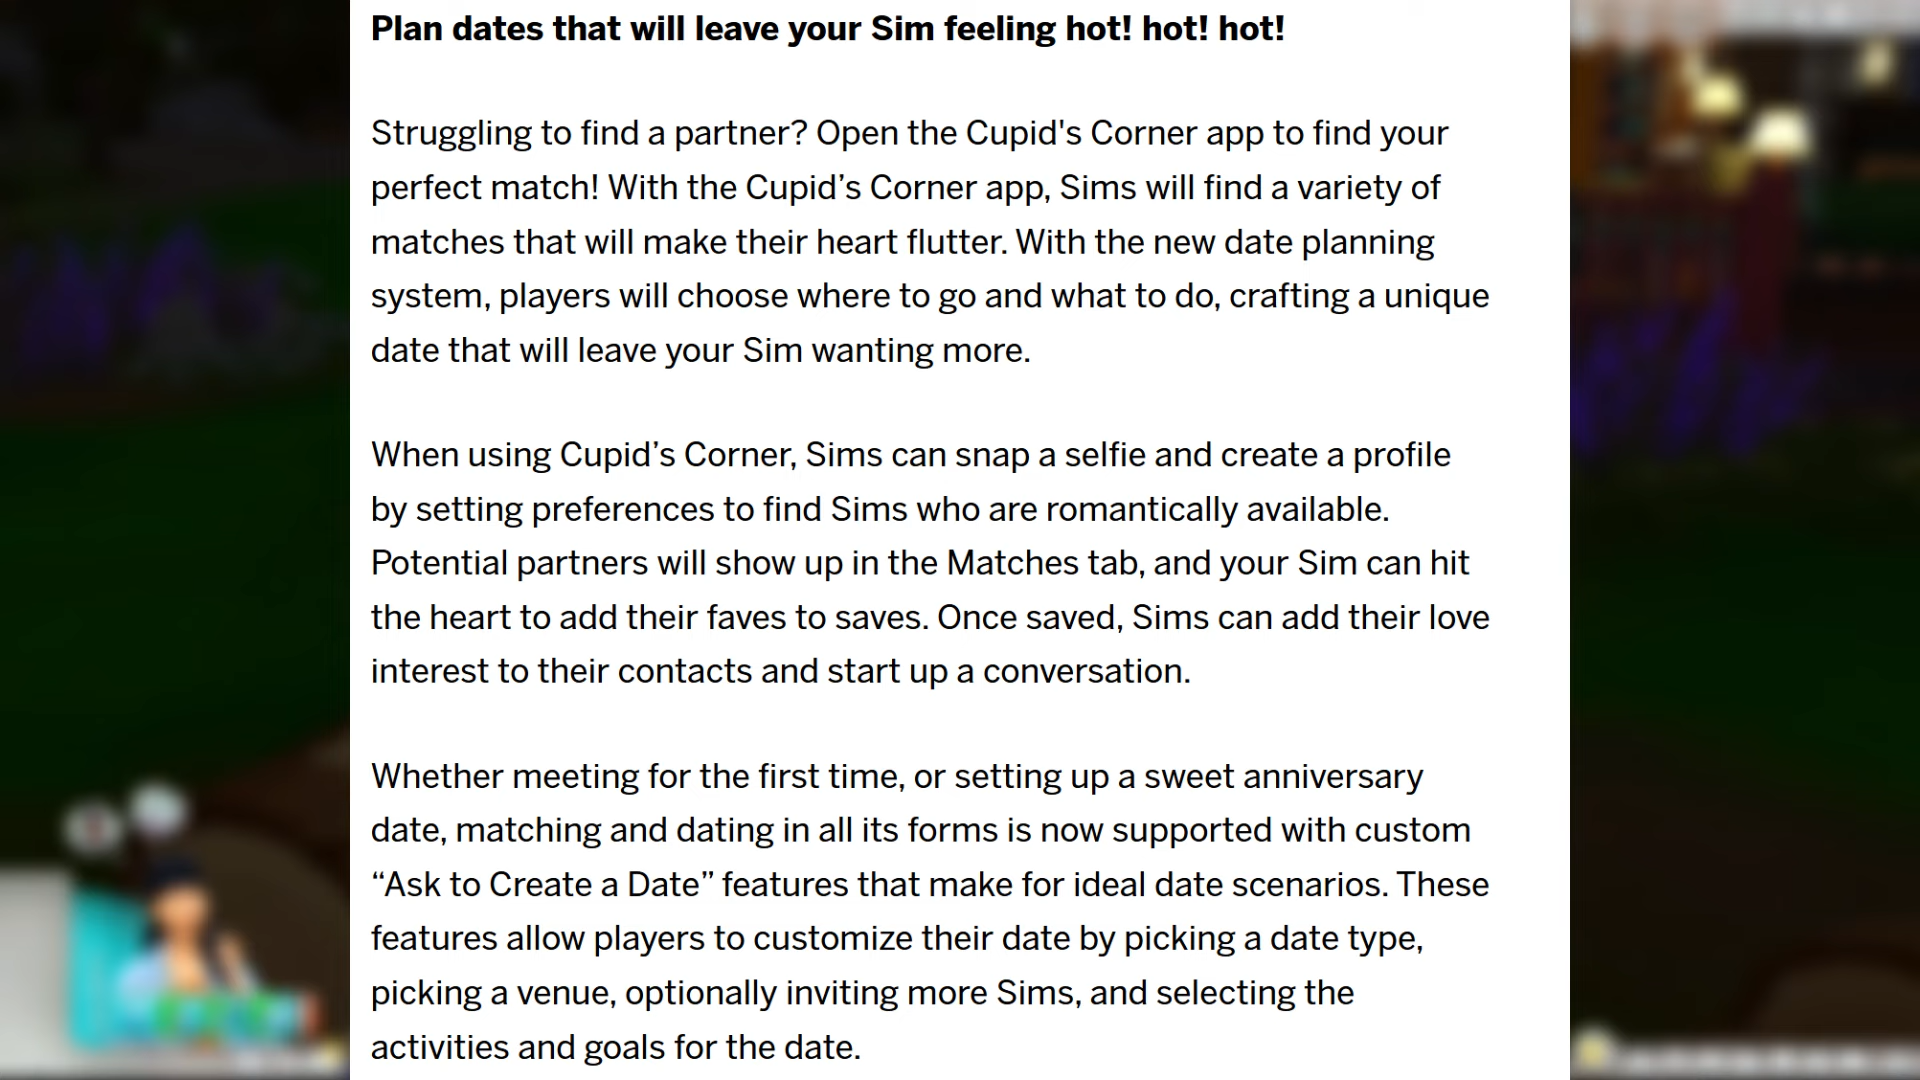 Plan dates that will leave your Sim feeling hot! hot! hot!
Struggling to find a partner? Open the Cupid's Corner app to find your
perfect match! With the Cupid’s Corner app, Sims will find a variety of
matches that will make their heart flutter. With the new date planning
system, players will choose where to go and what to do, crafting a unique
date that will leave your Sim wanting more.
When using Cupid’s Corner, Sims can snap a selfie and create a profile
by setting preferences to find Sims who are romantically available.
Potential partners will show up in the Matches tab, and your Sim can hit
the heart to add their faves to saves. Once saved, Sims can add their love
interest to their contacts and start up a conversation.
Whether meeting for the first time, or setting up a sweet anniversary
date, matching and dating in all its forms is now supported with custom
“Ask to Create a Date” features that make for ideal date scenarios. These
features allow players to customize their date by picking a date type,
picking a venue, optionally inviting more Sims, and selecting the
activities and goals for the date.